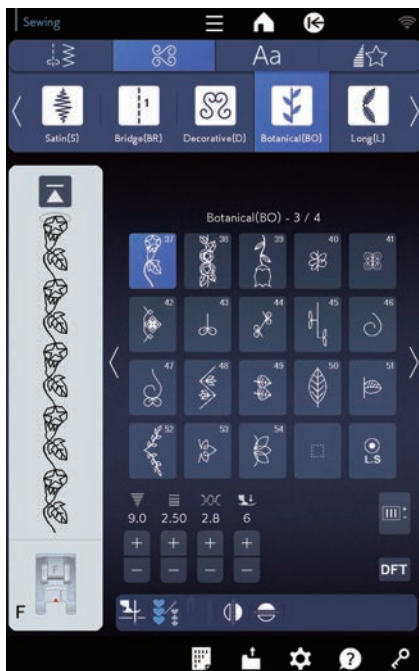 Sewing
Aa
1
Satin(S)
Bridge(BR)
Decorative(D)
Botanical(BO)
Long(L)
Botanical(BO) - 3 / 4
37
38
39
40
41
42
43
44
45
46
47
48
49
50
51
52
53
54
L.S
9.0
2.50
2.8
6
+
+
+
+
−
−
−
−
DFT
F
F
?